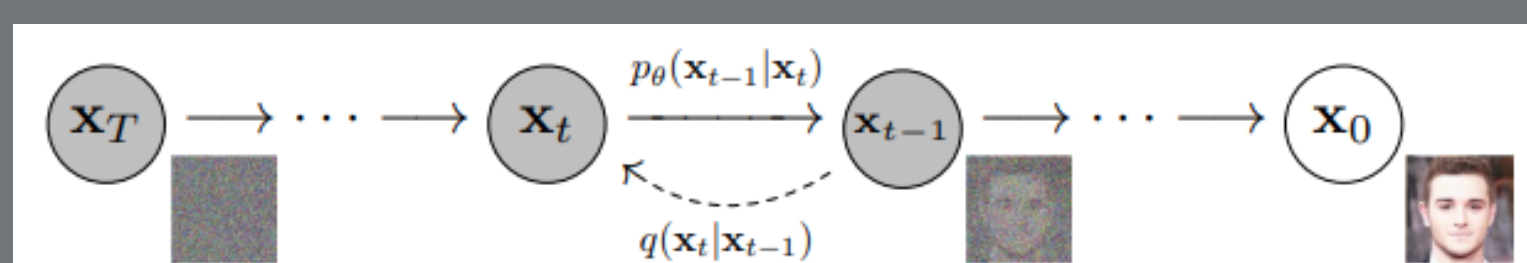 p_θ(x_{t−1}|x_t)
x_T → ··· → x_t → x_{t−1} → ··· → x_0
q(x_t|x_{t−1})